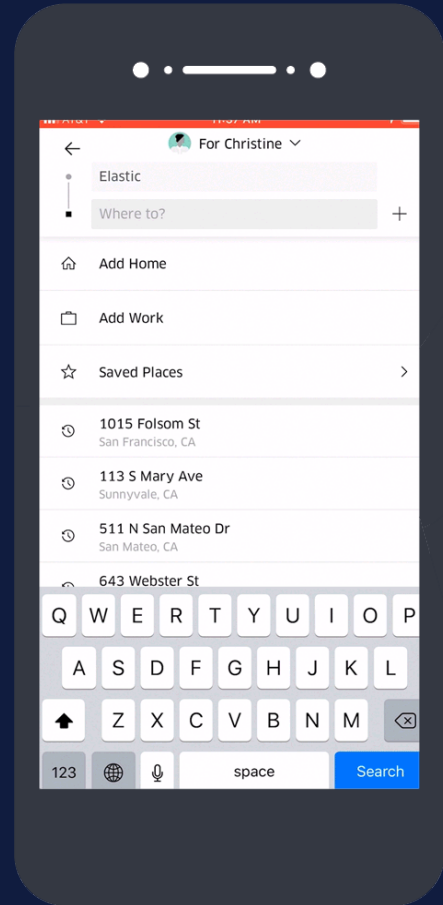 For Christine
Elastic
Where to?
Add Home
Add Work
Saved Places
1015 Folsom St
San Francisco, CA
113 S Mary Ave
Sunnyvale, CA
511 N San Mateo Dr
San Mateo, CA
643 Webster St
Q W E R T Y U I O P
A S D F G H J K L
Z X C V B N M
123 space Search